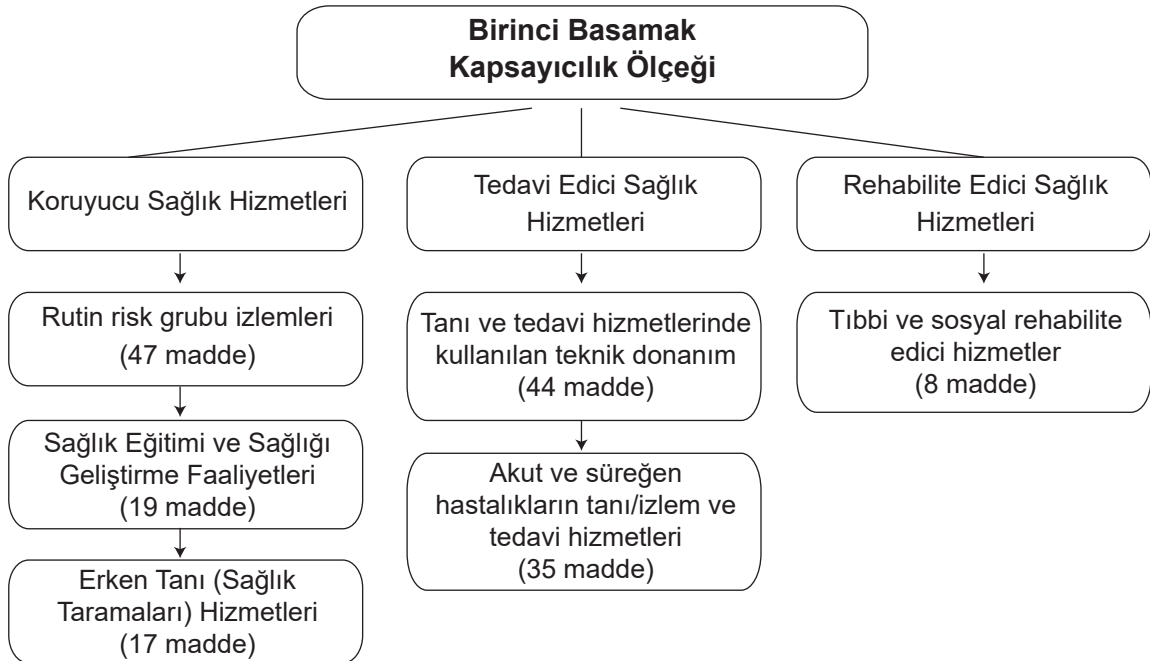 Birinci Basamak
Kapsayıcılık Ölçeği
Koruyucu Sağlık Hizmetleri
Tedavi Edici Sağlık
Hizmetleri
Rehabilite Edici Sağlık
Hizmetleri
Rutin risk grubu izlemleri
(47 madde)
Tanı ve tedavi hizmetlerinde
kullanılan teknik donanım
(44 madde)
Tıbbi ve sosyal rehabilite
edici hizmetler
(8 madde)
Sağlık Eğitimi ve Sağlığı
Geliştirme Faaliyetleri
(19 madde)
Akut ve süreğen
hastalıkların tanı/izlem ve
tedavi hizmetleri
(35 madde)
Erken Tanı (Sağlık
Taramaları) Hizmetleri
(17 madde)